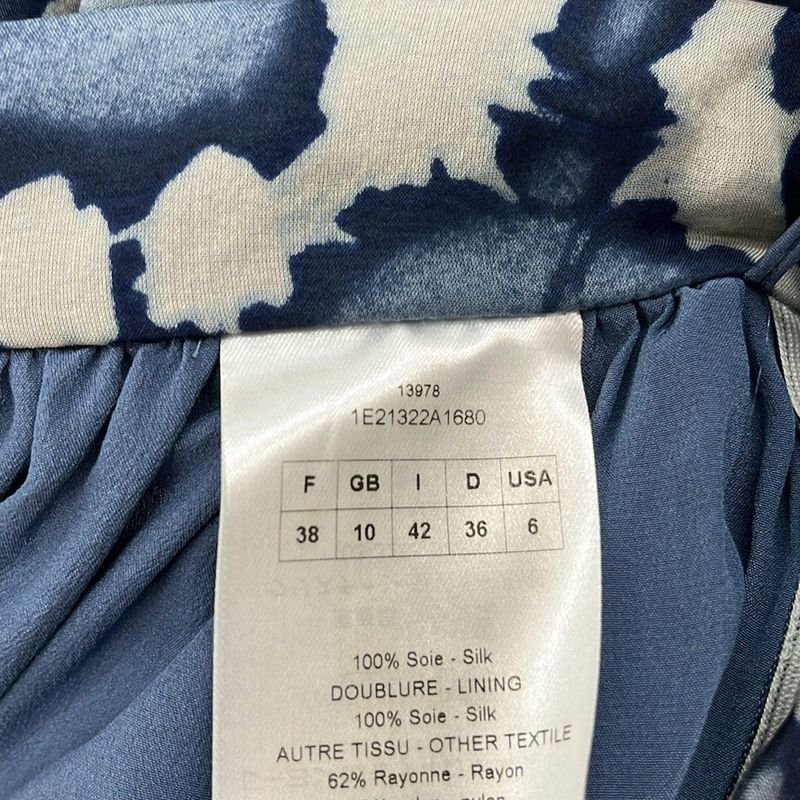 13978
1E21322A1680
F GB I D USA
38 10 42 36 6
100% Soie - Silk
DOUBLURE - LINING
100% Soie - Silk
AUTRE TISSU - OTHER TEXTILE
62% Rayonne - Rayon
nylon